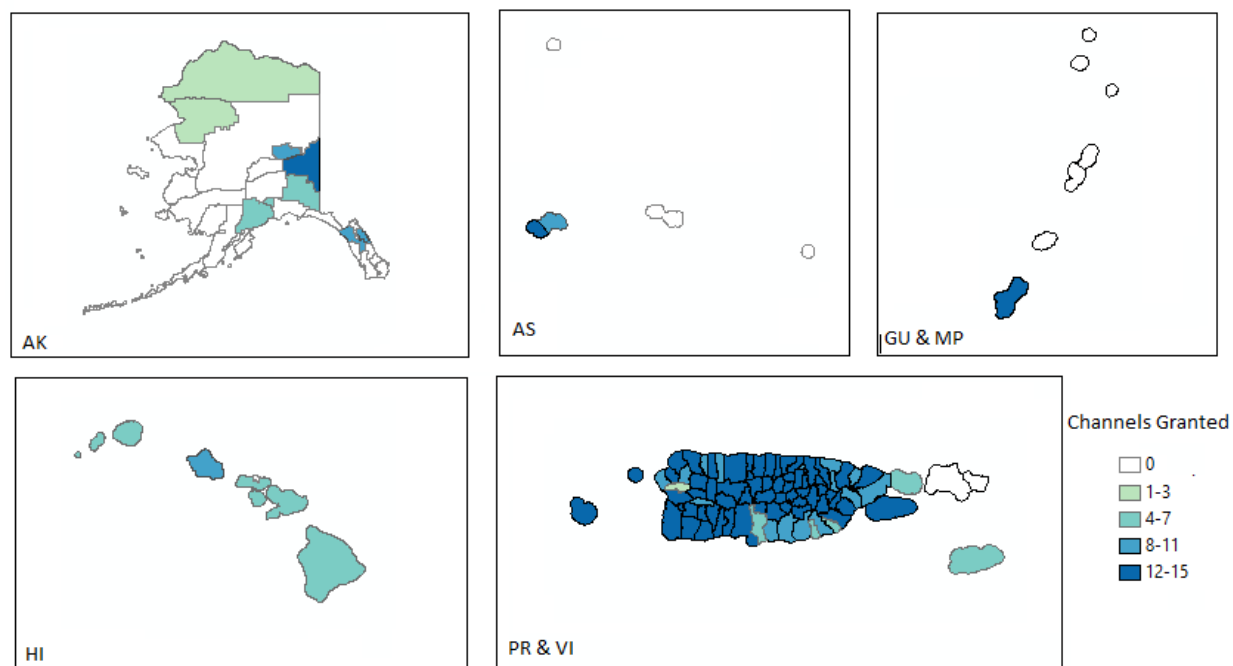 AK
AS
GU & MP
HI
PR & VI
Channels Granted
0
1-3
4-7
8-11
12-15